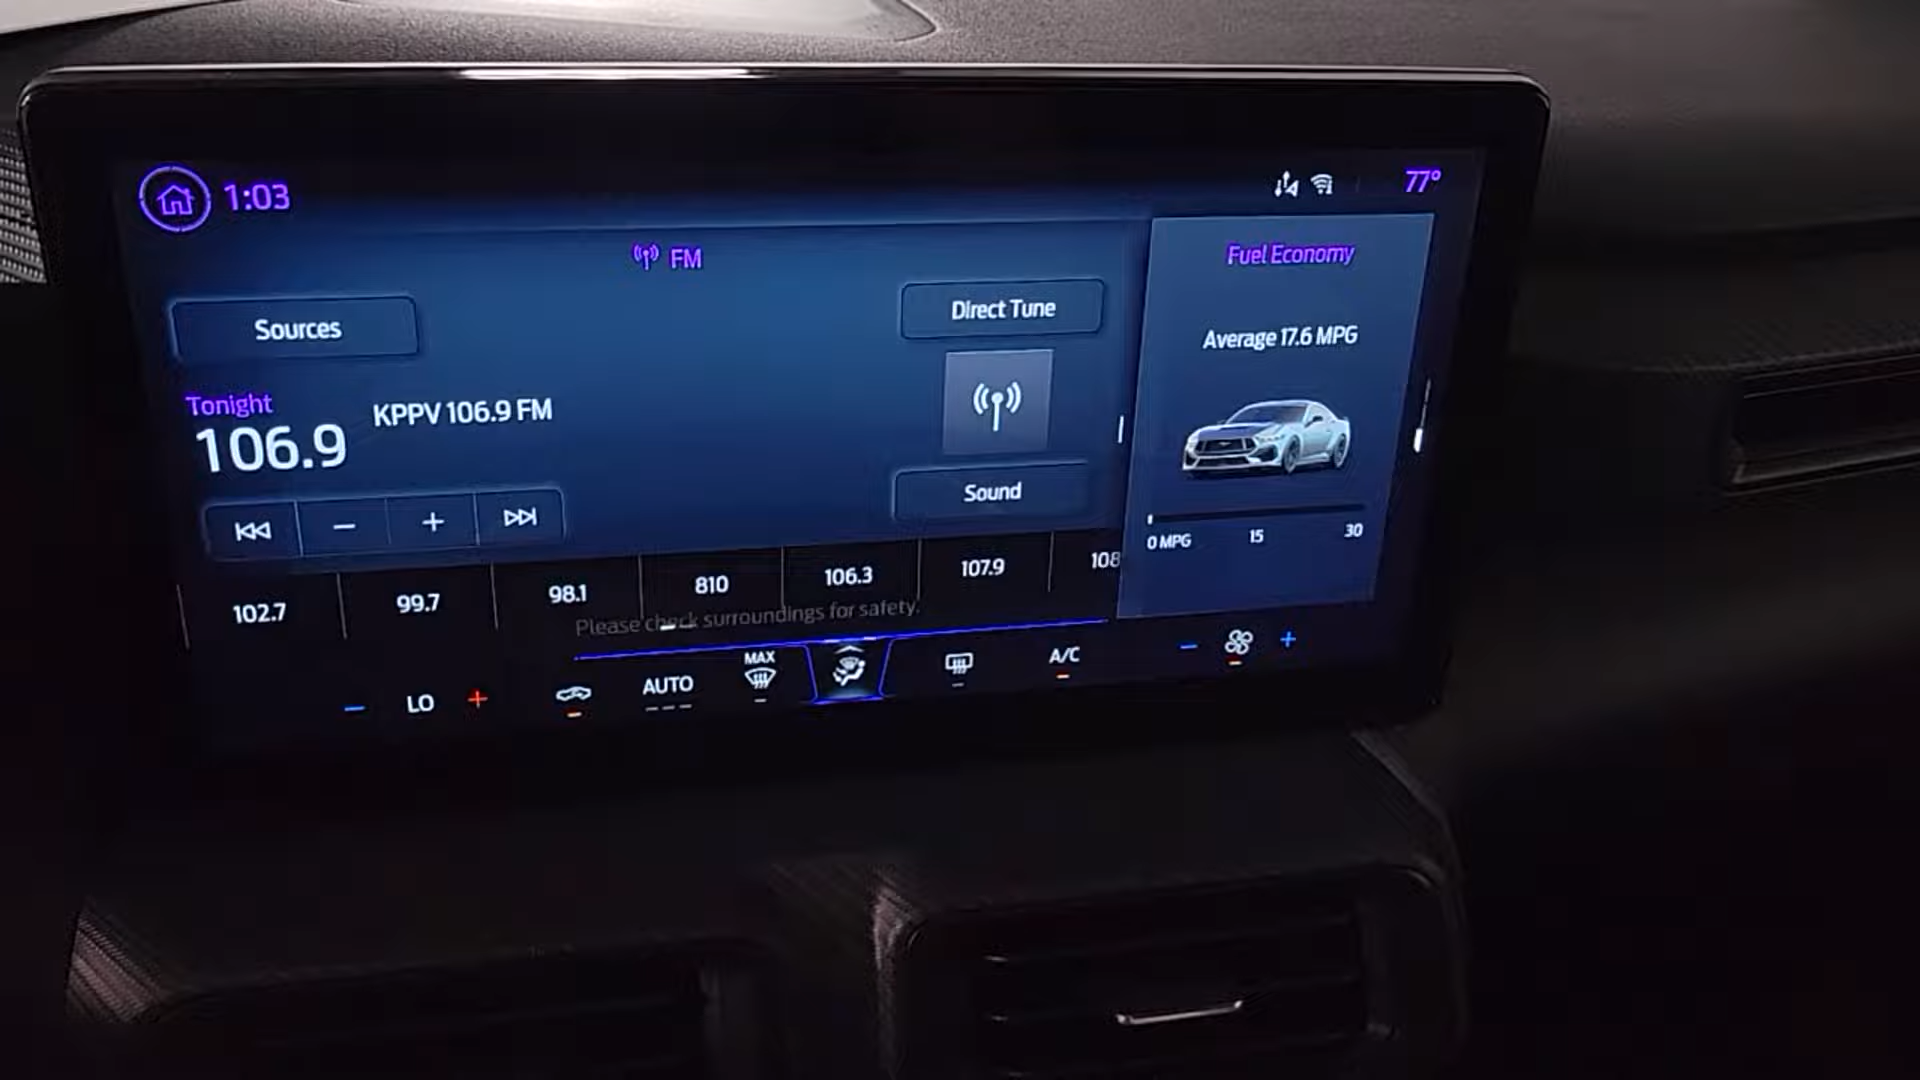 1:03
77°
FM
Fuel Economy
Sources
Direct Tune
Average 17.6 MPG
Tonight
106.9
KPPV 106.9 FM
Sound
0 MPG 15 30
102.7 99.7 98.1 810 106.3 107.9 108
Please check surroundings for safety.
LO
AUTO
MAX
A/C